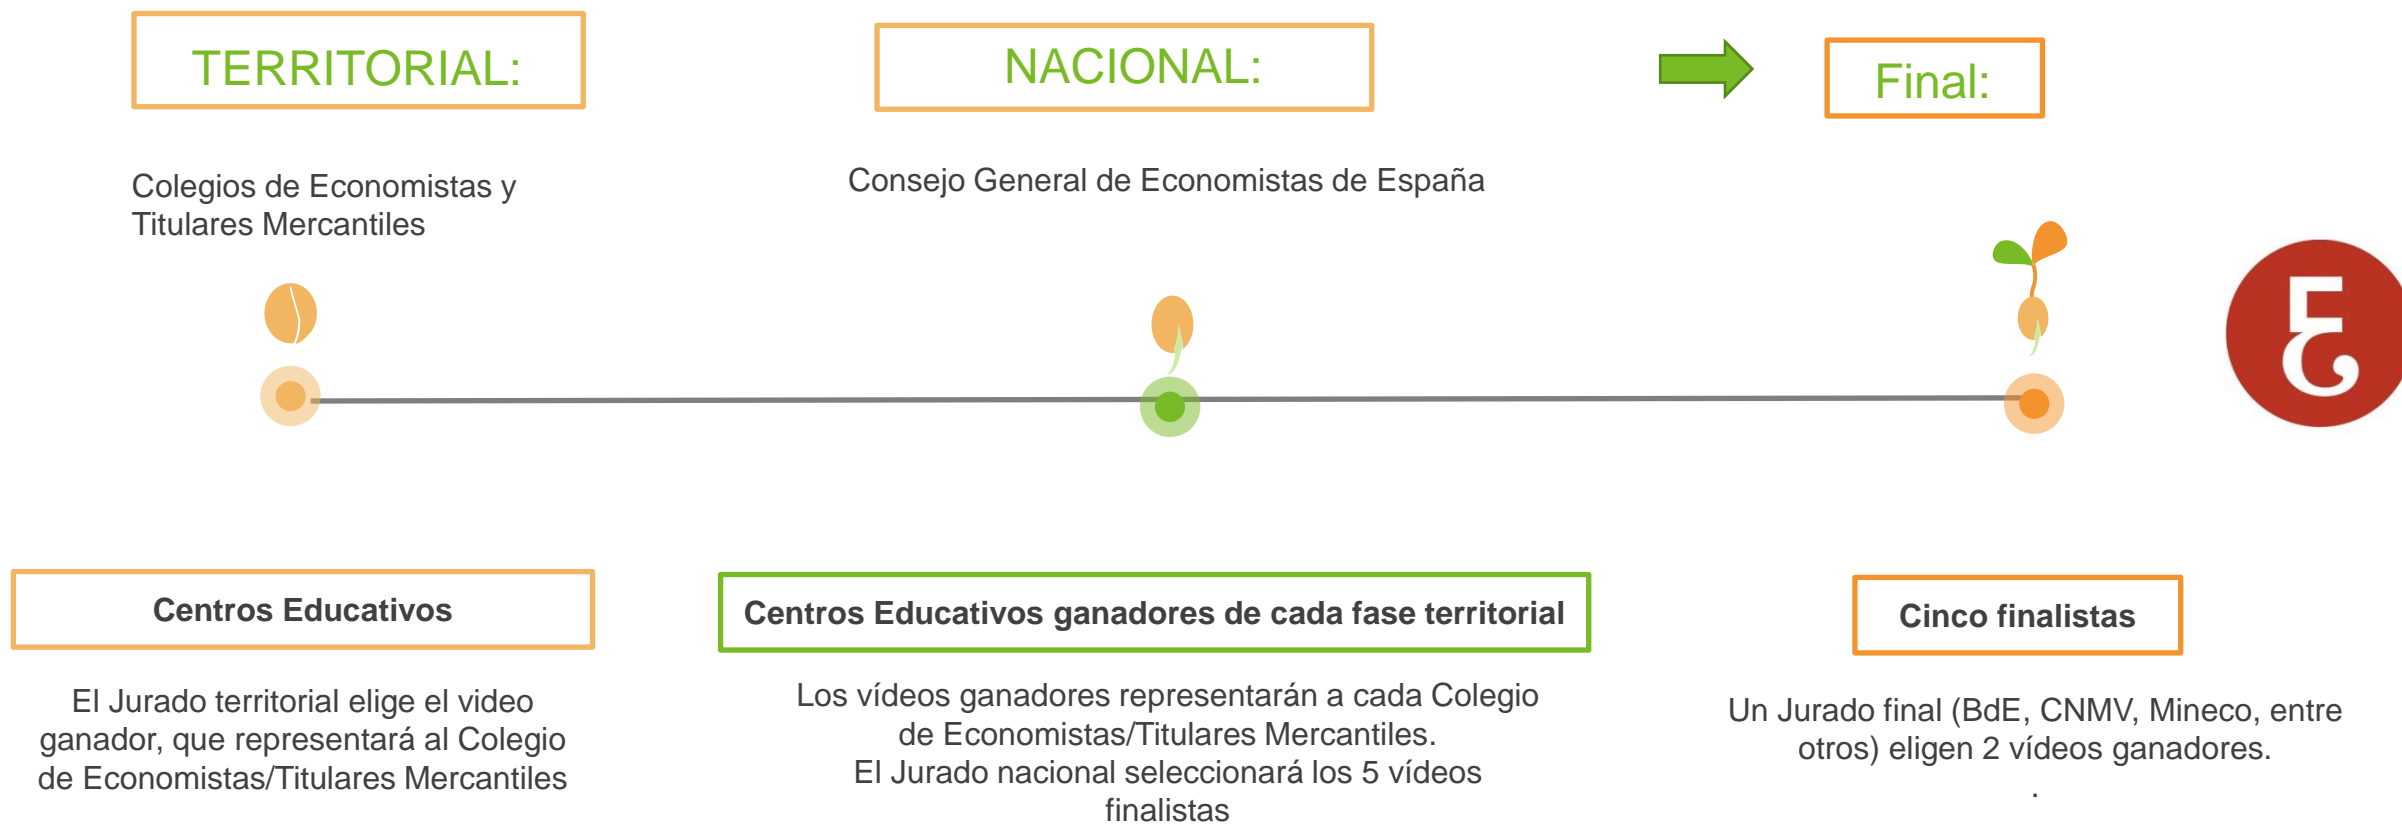 TERRITORIAL:
NACIONAL:
Final:
Colegios de Economistas y
Titulares Mercantiles
Consejo General de Economistas de España
Centros Educativos
El Jurado territorial elige el video
ganador, que representará al Colegio
de Economistas/Titulares Mercantiles
Centros Educativos ganadores de cada fase territorial
Los vídeos ganadores representarán a cada Colegio
de Economistas/Titulares Mercantiles.
El Jurado nacional seleccionará los 5 vídeos
finalistas
Cinco finalistas
Un Jurado final (BdE, CNMV, Mineco, entre
otros) eligen 2 vídeos ganadores.
.